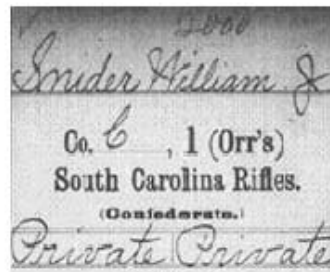 Snider William J
Co. C, 1 (Orr's)
South Carolina Rifles.
(Confederate.)
Private Private